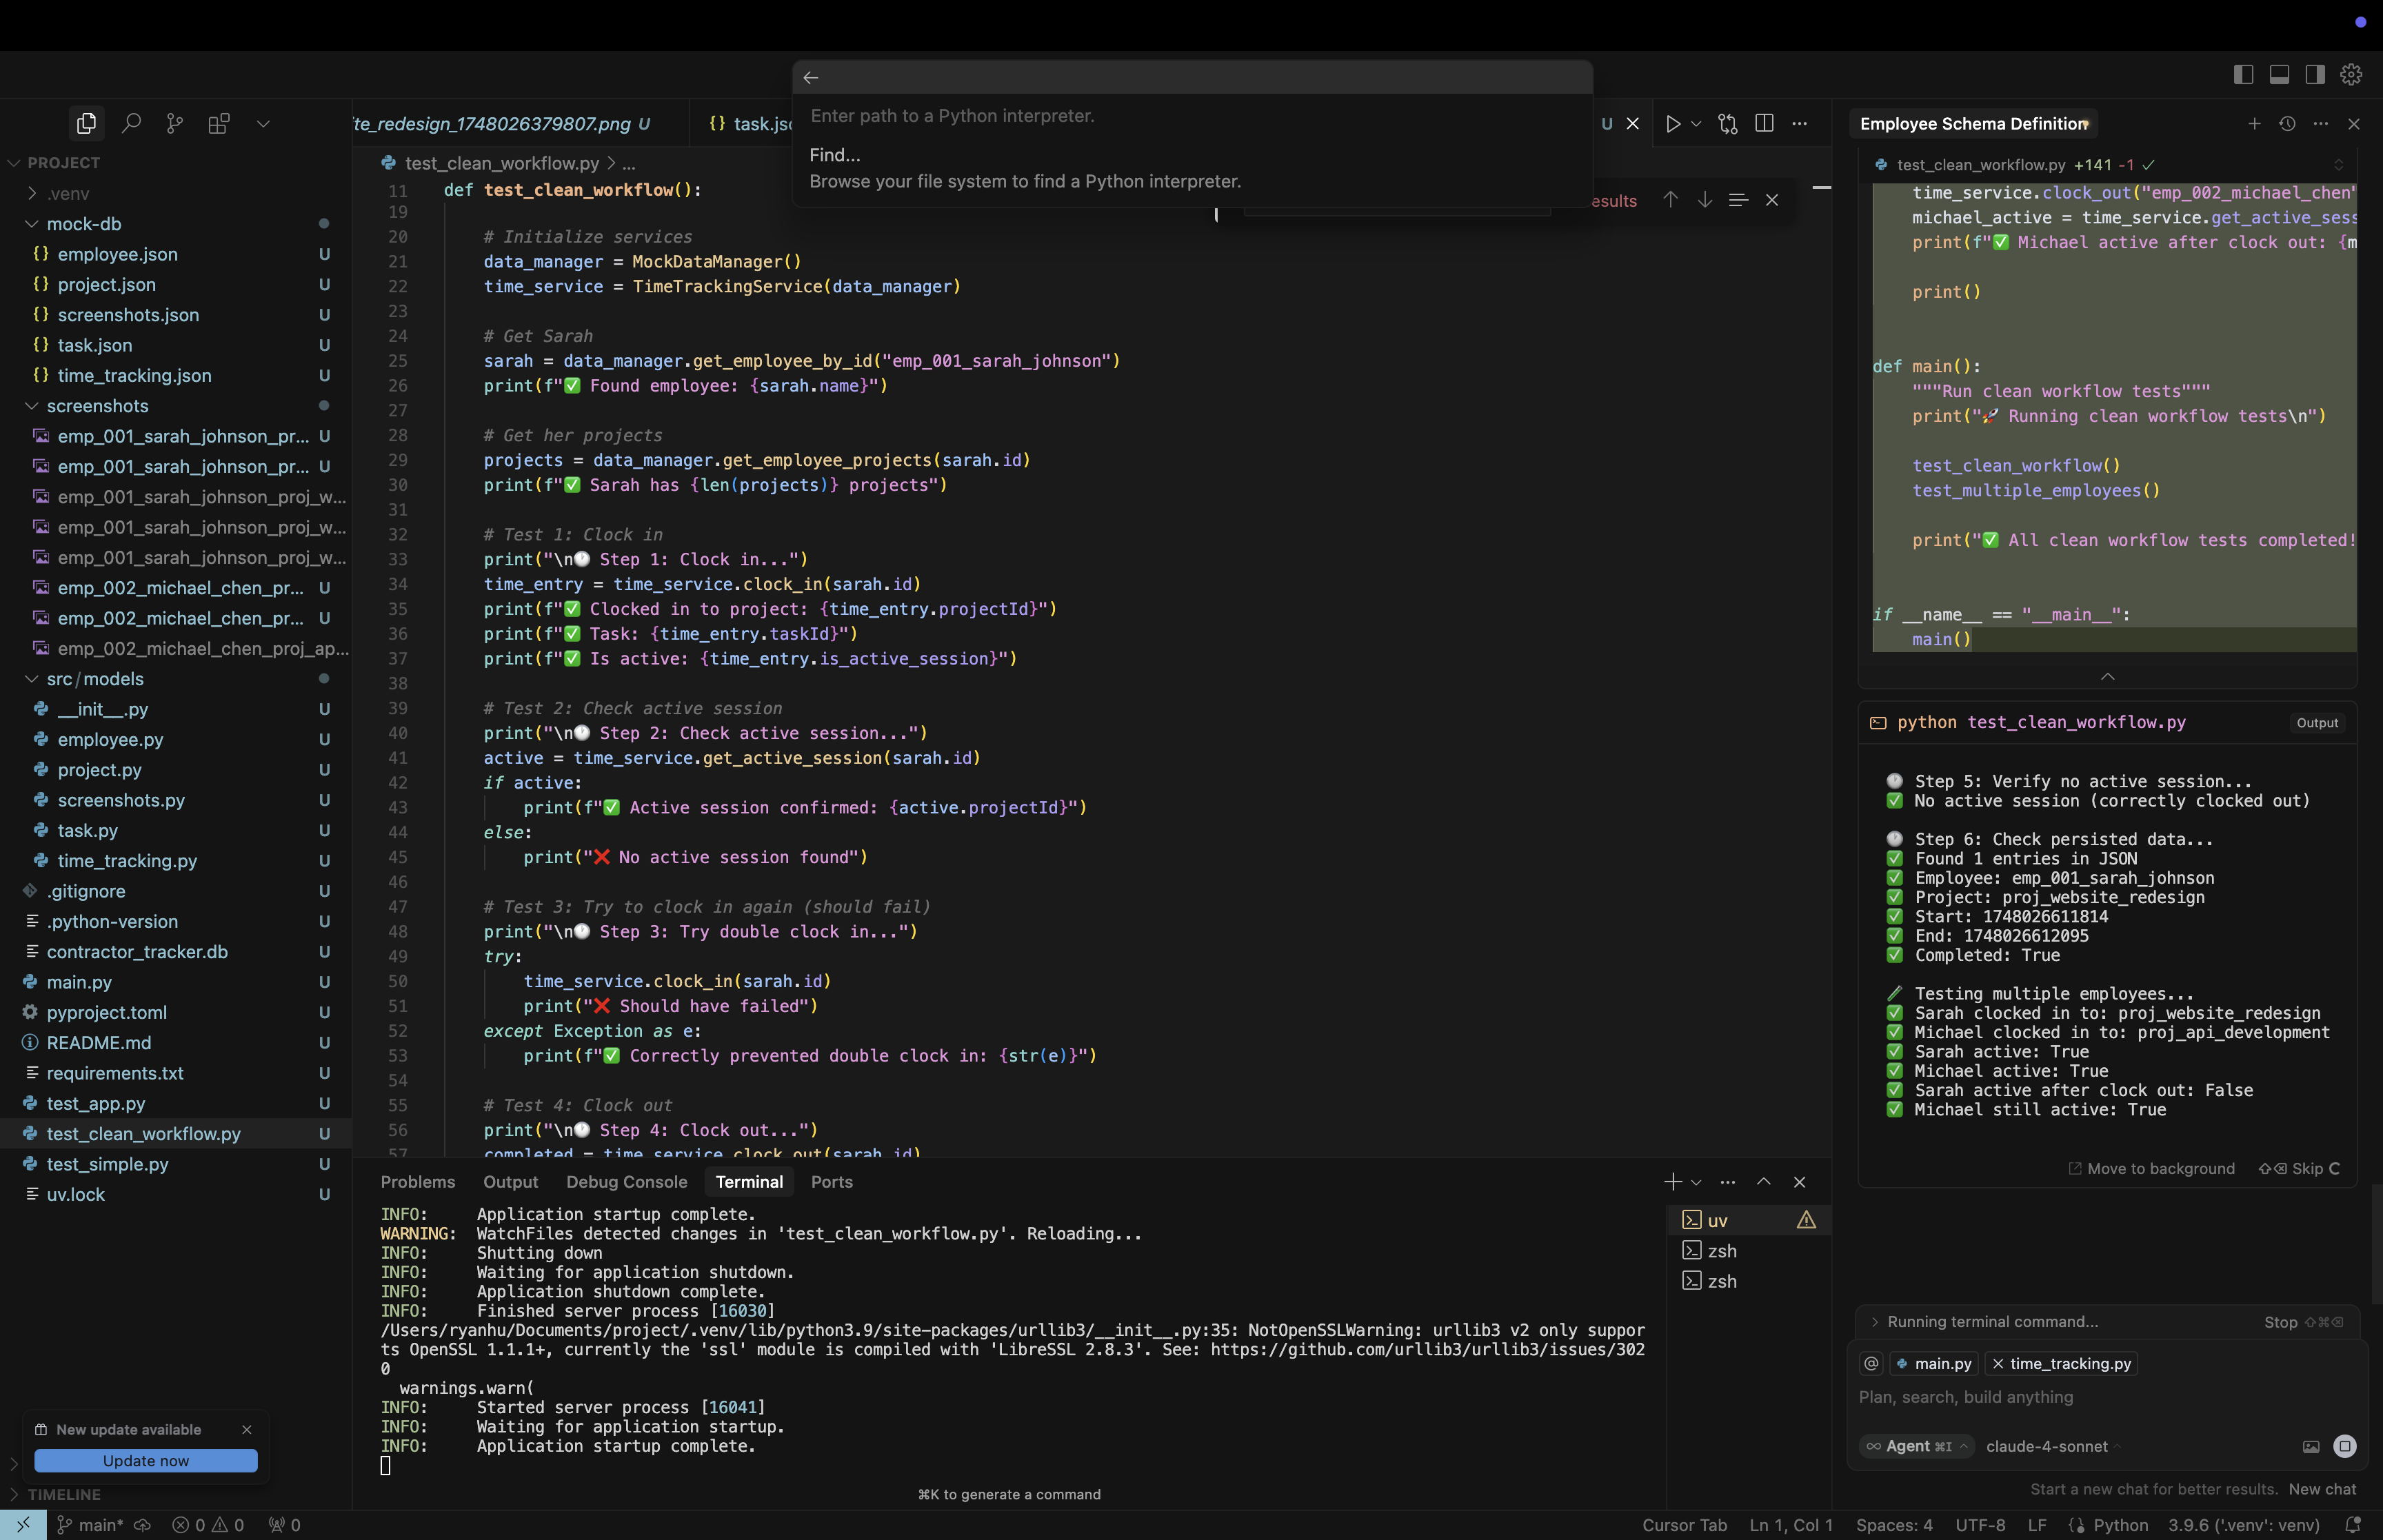 Enter path to a Python interpreter.
Find...
Browse your file system to find a Python interpreter.
PROJECT
.venv
mock-db
employee.json U
project.json U
screenshots.json U
task.json U
time_tracking.json U
screenshots
emp_001_sarah_johnson_pr... U
emp_001_sarah_johnson_pr... U
emp_001_sarah_johnson_proj_w...
emp_001_sarah_johnson_proj_w...
emp_001_sarah_johnson_proj_w...
emp_002_michael_chen_pr... U
emp_002_michael_chen_pr... U
emp_002_michael_chen_proj_ap...
src/models
__init__.py U
employee.py U
project.py U
screenshots.py U
task.py U
time_tracking.py U
.gitignore U
.python-version U
contractor_tracker.db U
main.py U
pyproject.toml U
README.md U
requirements.txt U
test_app.py U
test_clean_workflow.py U
test_simple.py U
uv.lock U
New update available
Update now
TIMELINE
te_redesign_1748026379807.png U
{} task.js
U
test_clean_workflow.py > ...
esults
11 def test_clean_workflow():
19
20 # Initialize services
21 data_manager = MockDataManager()
22 time_service = TimeTrackingService(data_manager)
23
24 # Get Sarah
25 sarah = data_manager.get_employee_by_id("emp_001_sarah_johnson")
26 print(f"✅ Found employee: {sarah.name}")
27
28 # Get her projects
29 projects = data_manager.get_employee_projects(sarah.id)
30 print(f"✅ Sarah has {len(projects)} projects")
31
32 # Test 1: Clock in
33 print("\n🕐 Step 1: Clock in...")
34 time_entry = time_service.clock_in(sarah.id)
35 print(f"✅ Clocked in to project: {time_entry.projectId}")
36 print(f"✅ Task: {time_entry.taskId}")
37 print(f"✅ Is active: {time_entry.is_active_session}")
38
39 # Test 2: Check active session
40 print("\n🕐 Step 2: Check active session...")
41 active = time_service.get_active_session(sarah.id)
42 if active:
43 print(f"✅ Active session confirmed: {active.projectId}")
44 else:
45 print("❌ No active session found")
46
47 # Test 3: Try to clock in again (should fail)
48 print("\n🕐 Step 3: Try double clock in...")
49 try:
50 time_service.clock_in(sarah.id)
51 print("❌ Should have failed")
52 except Exception as e:
53 print(f"✅ Correctly prevented double clock in: {str(e)}")
54
55 # Test 4: Clock out
56 print("\n🕐 Step 4: Clock out...")
57 completed = time_service.clock_out(sarah.id)
Problems Output Debug Console Terminal Ports
INFO: Application startup complete.
WARNING: WatchFiles detected changes in 'test_clean_workflow.py'. Reloading...
INFO: Shutting down
INFO: Waiting for application shutdown.
INFO: Application shutdown complete.
INFO: Finished server process [16030]
/Users/ryanhu/Documents/project/.venv/lib/python3.9/site-packages/urllib3/__init__.py:35: NotOpenSSLWarning: urllib3 v2 only suppor
ts OpenSSL 1.1.1+, currently the 'ssl' module is compiled with 'LibreSSL 2.8.3'. See: https://github.com/urllib3/urllib3/issues/302
0
warnings.warn(
INFO: Started server process [16041]
INFO: Waiting for application startup.
INFO: Application startup complete.
⌘K to generate a command
uv
zsh
zsh
Employee Schema Definition
test_clean_workflow.py +141 -1
time_service.clock_out("emp_002_michael_chen"
michael_active = time_service.get_active_sess
print(f"✅ Michael active after clock out: {m
print()
def main():
"""Run clean workflow tests"""
print("🚀 Running clean workflow tests\n")
test_clean_workflow()
test_multiple_employees()
print("✅ All clean workflow tests completed!
if __name__ == "__main__":
main()
python test_clean_workflow.py
Output
🕐 Step 5: Verify no active session...
✅ No active session (correctly clocked out)
🕐 Step 6: Check persisted data...
✅ Found 1 entries in JSON
✅ Employee: emp_001_sarah_johnson
✅ Project: proj_website_redesign
✅ Start: 1748026611814
✅ End: 1748026612095
✅ Completed: True
🧪 Testing multiple employees...
✅ Sarah clocked in to: proj_website_redesign
✅ Michael clocked in to: proj_api_development
✅ Sarah active: True
✅ Michael active: True
✅ Sarah active after clock out: False
✅ Michael still active: True
Move to background ⇧⌫ Skip
Running terminal command... Stop ⇧⌘⌫
@ main.py time_tracking.py
Plan, search, build anything
∞ Agent ⌘I claude-4-sonnet
Start a new chat for better results. New chat
main* 0 0 0
Cursor Tab Ln 1, Col 1 Spaces: 4 UTF-8 LF Python 3.9.6 ('.venv': venv)